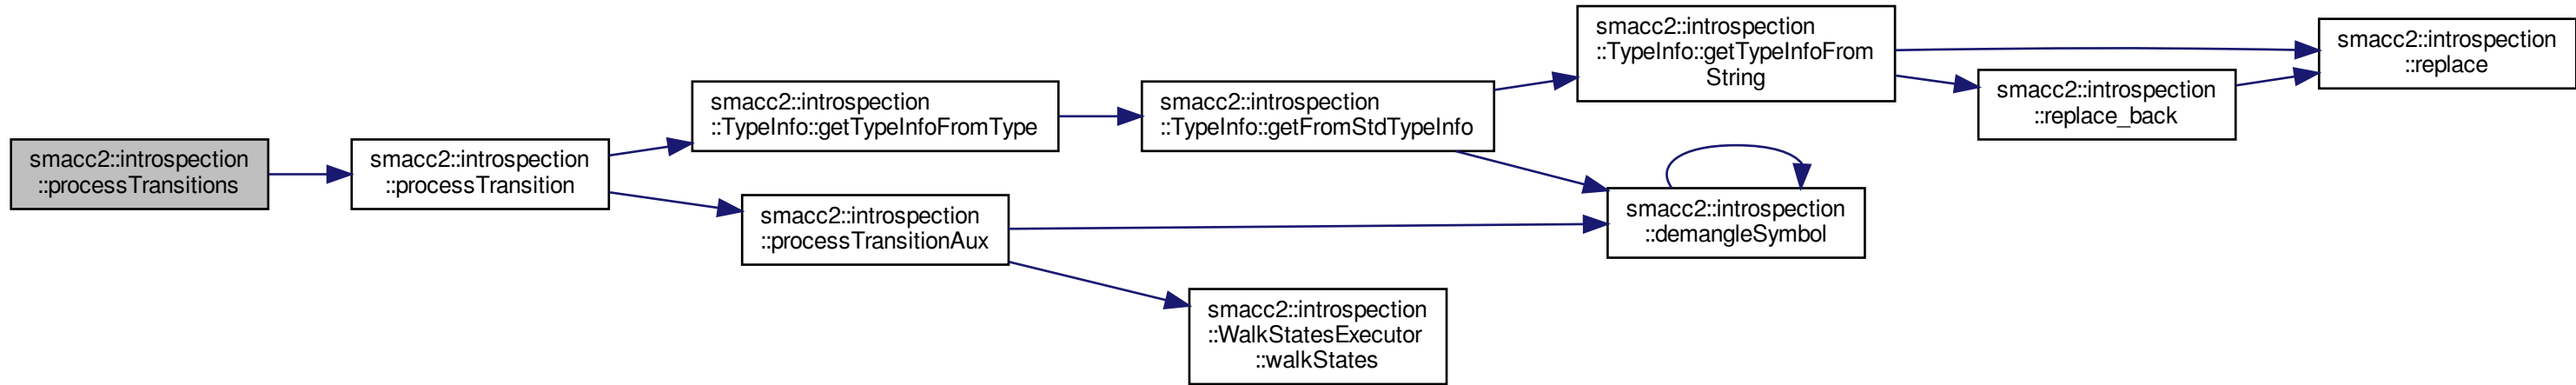 smacc2::introspection
::processTransitions
smacc2::introspection
::processTransition
smacc2::introspection
::TypeInfo::getTypeInfoFromType
smacc2::introspection
::processTransitionAux
smacc2::introspection
::TypeInfo::getFromStdTypeInfo
smacc2::introspection
::WalkStatesExecutor
::walkStates
smacc2::introspection
::TypeInfo::getTypeInfoFrom
String
smacc2::introspection
::demangleSymbol
smacc2::introspection
::replace_back
smacc2::introspection
::replace